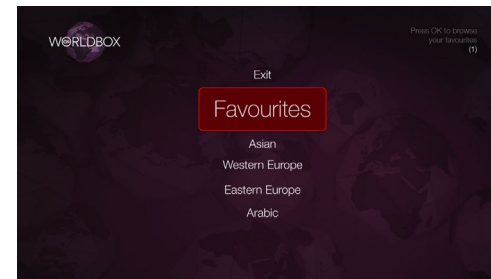 WORLDBOX
Press OK to browse
your favourites
(1)
Exit
Favourites
Asian
Western Europe
Eastern Europe
Arabic